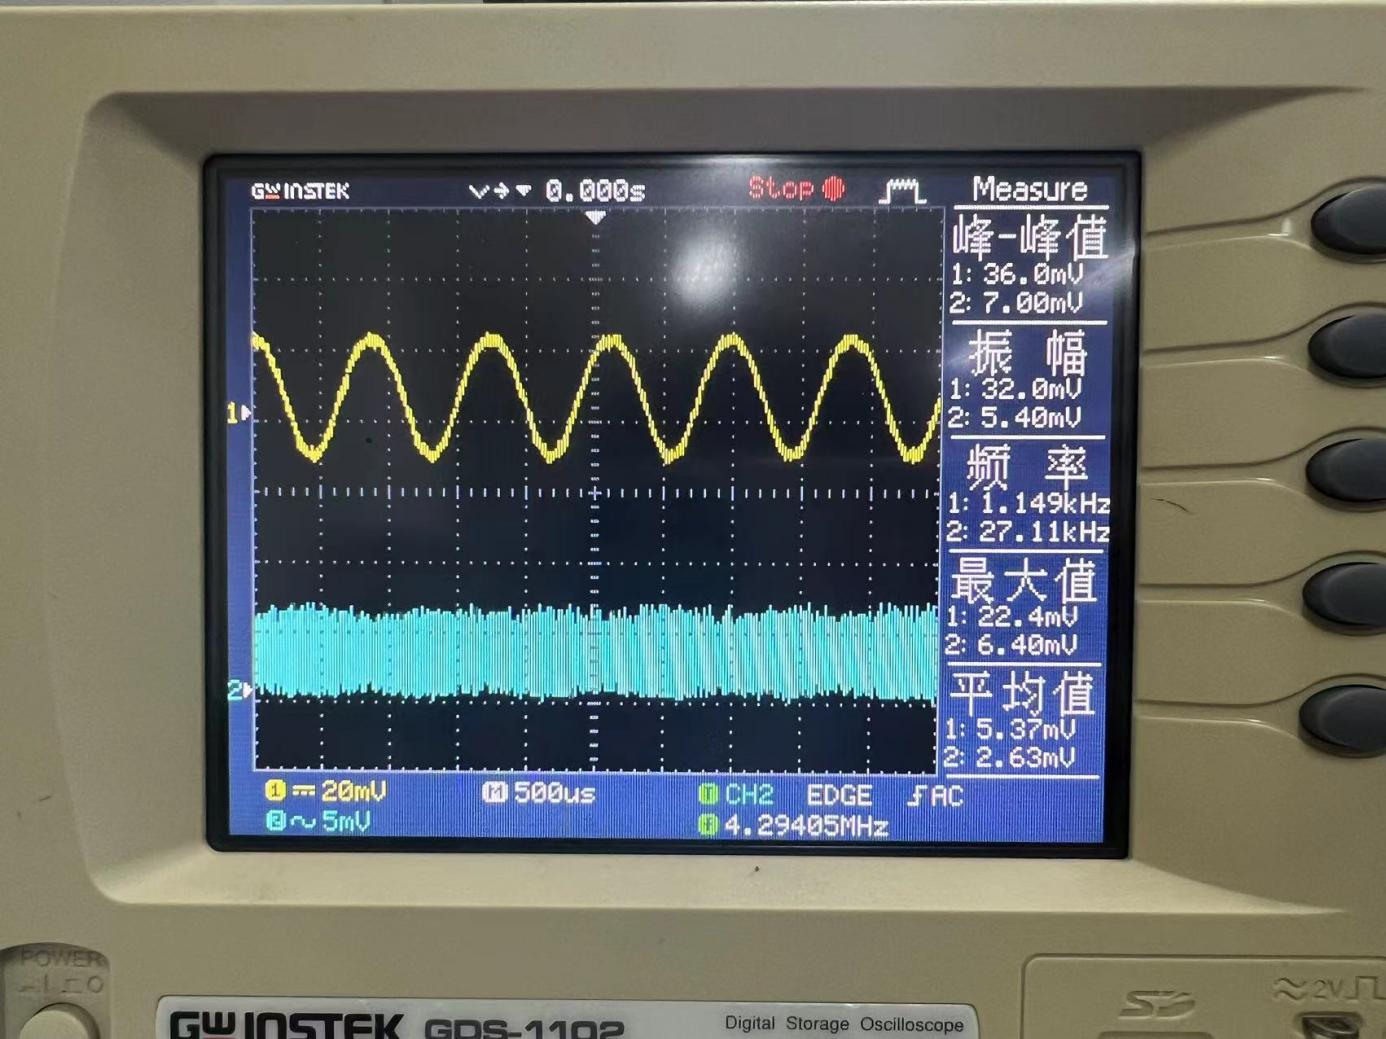 GW INSTEK 0.000s Stop Measure
峰-峰值
1: 36.0mV
2: 7.00mV
振 幅
1: 32.0mV
2: 5.40mV
频 率
1: 1.149kHz
2: 27.11kHz
最大值
1: 22.4mV
2: 6.40mV
平均值
1: 5.37mV
2: 2.63mV
1
2
1 20mV M 500us T CH2 EDGE AC
2 5mV 4.29405MHz
POWER
GW INSTEK GDS-1102 Digital Storage Oscilloscope
SD
2V